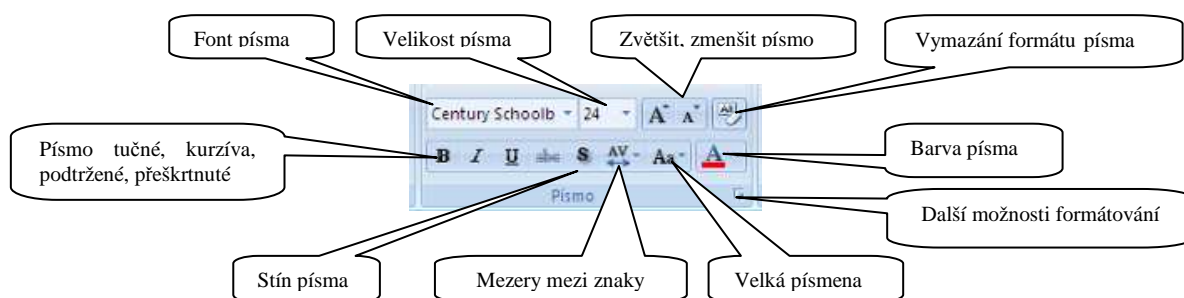 Font písma
Velikost písma
Zvětšit, zmenšit písmo
Vymazání formátu písma
Century Schoolb
24
A A Ab
Písmo tučné, kurzíva,
podtržené, přeškrtnuté
B I U abc S AV Aa A
Barva písma
Písmo
Další možnosti formátování
Stín písma
Mezery mezi znaky
Velká písmena